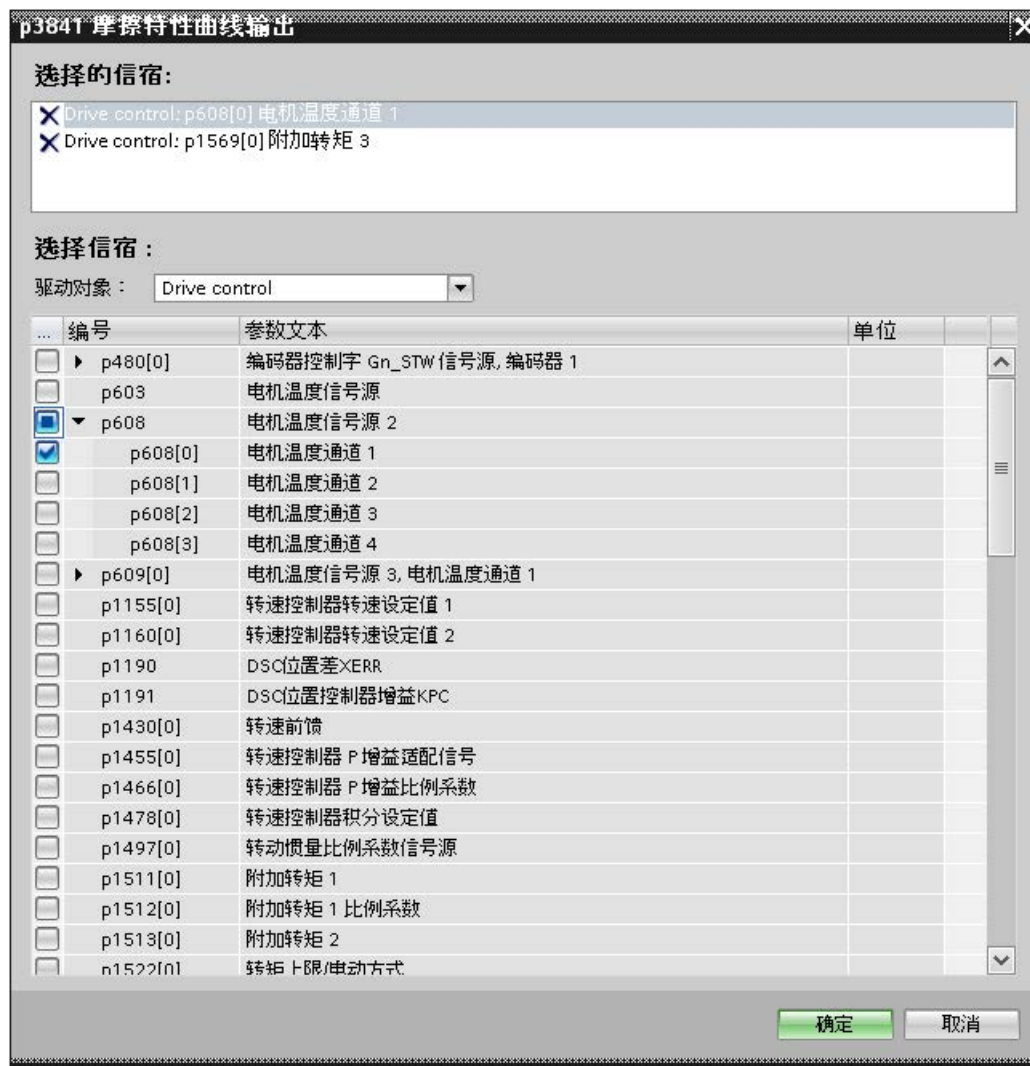 p3841 摩擦特性曲线输出
选择的信宿:
Drive control: p608[0] 电机温度通道 1
Drive control: p1569[0] 附加转矩 3
选择信宿:
驱动对象: Drive control
... 编号 参数文本 单位
p480[0] 编码器控制字 Gn_STW 信号源, 编码器 1
p603 电机温度信号源
p608 电机温度信号源 2
p608[0] 电机温度通道 1
p608[1] 电机温度通道 2
p608[2] 电机温度通道 3
p608[3] 电机温度通道 4
p609[0] 电机温度信号源 3, 电机温度通道 1
p1155[0] 转速控制器转速设定值 1
p1160[0] 转速控制器转速设定值 2
p1190 DSC位置差XERR
p1191 DSC位置控制器增益KPC
p1430[0] 转速前馈
p1455[0] 转速控制器 P 增益适配信号
p1466[0] 转速控制器 P 增益比例系数
p1478[0] 转速控制器积分设定值
p1497[0] 转动惯量比例系数信号源
p1511[0] 附加转矩 1
p1512[0] 附加转矩 1 比例系数
p1513[0] 附加转矩 2
p1522[0] 转矩上限/电动方式
确定 取消